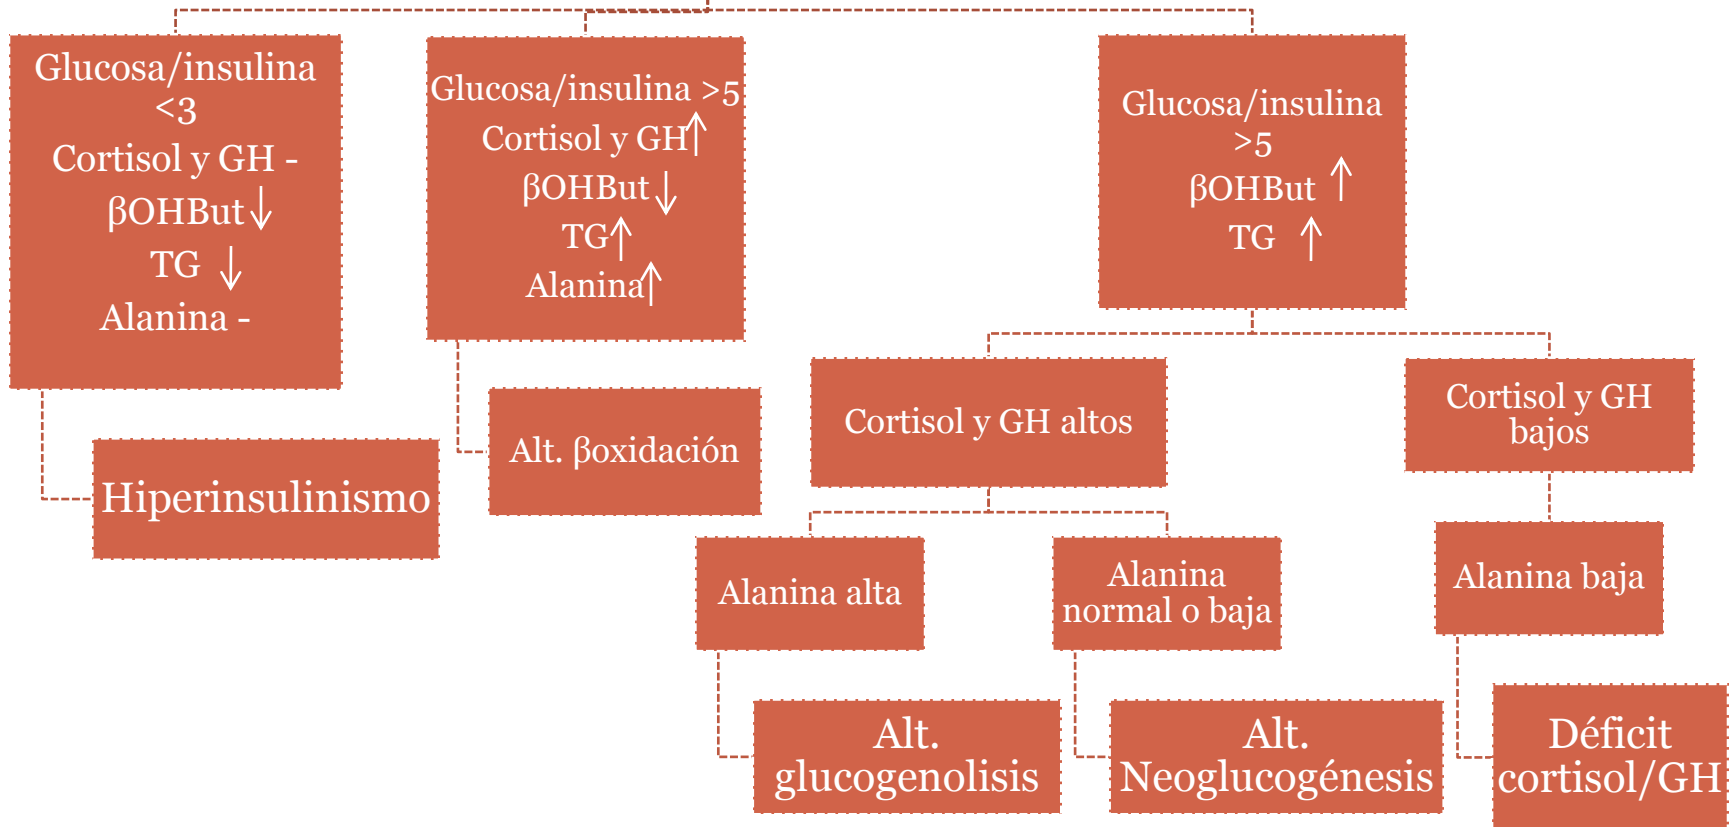 Glucosa/insulina
<3
Cortisol y GH -
βOHBut ↓
TG ↓
Alanina -
Hiperinsulinismo
Glucosa/insulina >5
Cortisol y GH ↑
βOHBut ↓
TG ↑
Alanina ↑
Alt. βoxidación
Glucosa/insulina
>5
βOHBut ↑
TG ↑
Cortisol y GH altos
Cortisol y GH
bajos
Alanina alta
Alanina
normal o baja
Alanina baja
Alt.
glucogenolisis
Alt.
Neoglucogénesis
Déficit
cortisol/GH